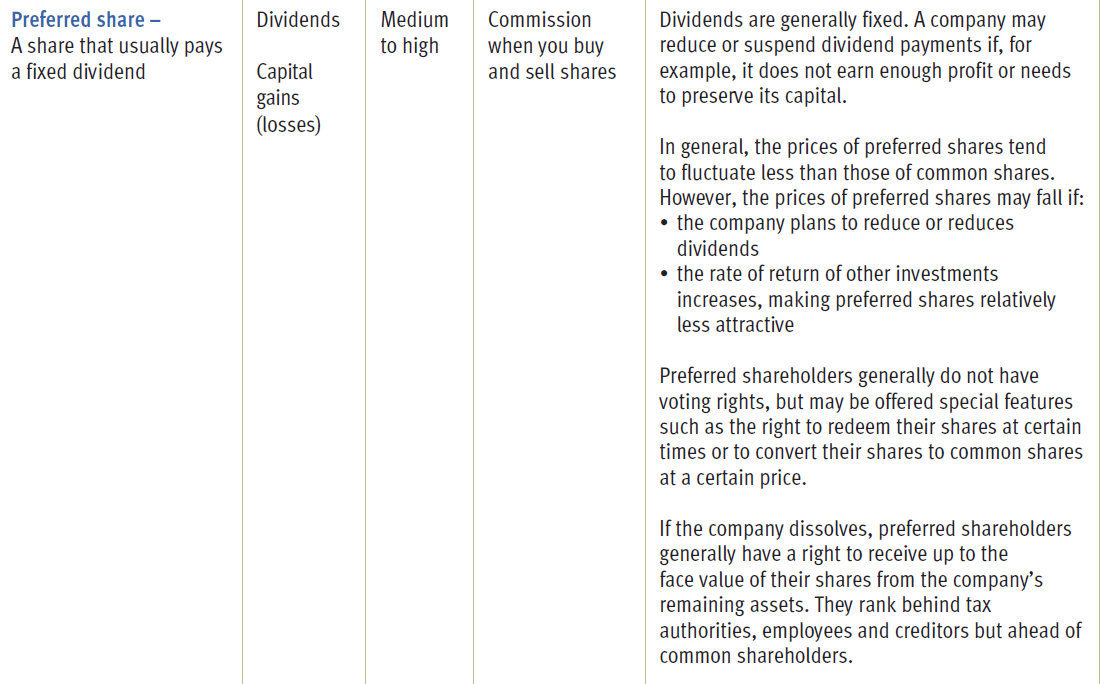 Preferred share –
A share that usually pays
a fixed dividend
Dividends
Capital
gains
(losses)
Medium
to high
Commission
when you buy
and sell shares
Dividends are generally fixed. A company may
reduce or suspend dividend payments if, for
example, it does not earn enough profit or needs
to preserve its capital.
In general, the prices of preferred shares tend
to fluctuate less than those of common shares.
However, the prices of preferred shares may fall if:
• the company plans to reduce or reduces
dividends
• the rate of return of other investments
increases, making preferred shares relatively
less attractive
Preferred shareholders generally do not have
voting rights, but may be offered special features
such as the right to redeem their shares at certain
times or to convert their shares to common shares
at a certain price.
If the company dissolves, preferred shareholders
generally have a right to receive up to the
face value of their shares from the company’s
remaining assets. They rank behind tax
authorities, employees and creditors but ahead of
common shareholders.